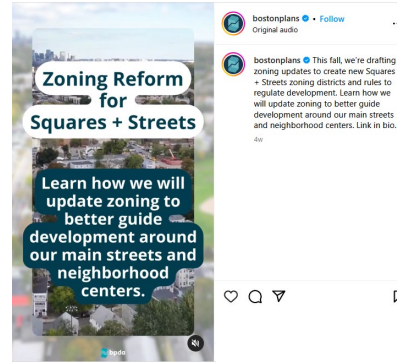 Zoning Reform
for
Squares + Streets
Learn how we will
update zoning to
better guide
development around
our main streets and
neighborhood
centers.
bpda
bostonplans • Follow
Original audio
bostonplans This fall, we're drafting
zoning updates to create new Squares
+ Streets zoning districts and rules to
regulate development. Learn how we
will update zoning to better guide
development around our main streets
and neighborhood centers. Link in bio.
4w